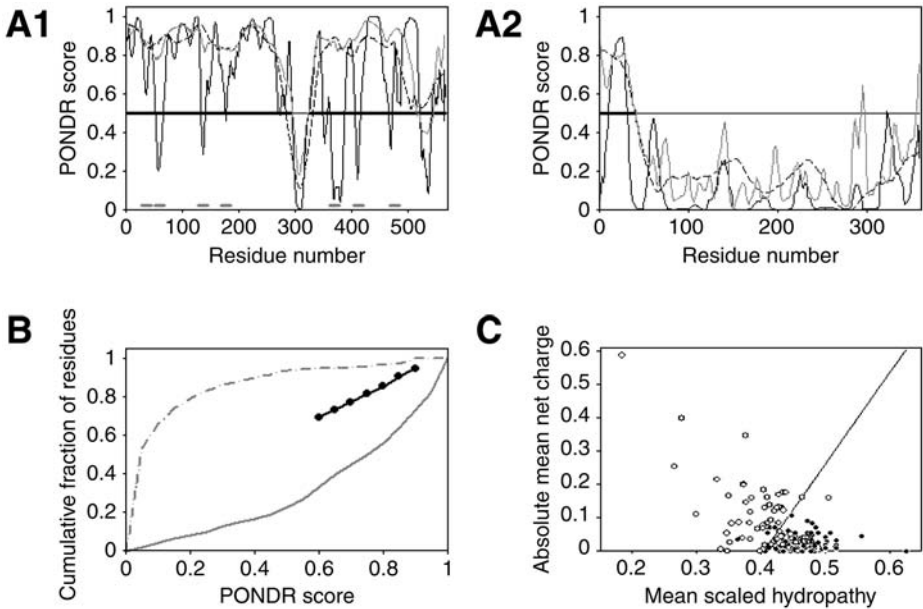 A1
PONDR score
1
0.8
0.6
0.4
0.2
0
0 100 200 300 400 500
Residue number
A2
PONDR score
1
0.8
0.6
0.4
0.2
0
0 100 200 300
Residue number
B
Cumulative fraction of residues
1
0.8
0.6
0.4
0.2
0
0 0.2 0.4 0.6 0.8 1
PONDR score
C
Absolute mean net charge
0.6
0.5
0.4
0.3
0.2
0.1
0
0.2 0.3 0.4 0.5 0.6
Mean scaled hydropathy